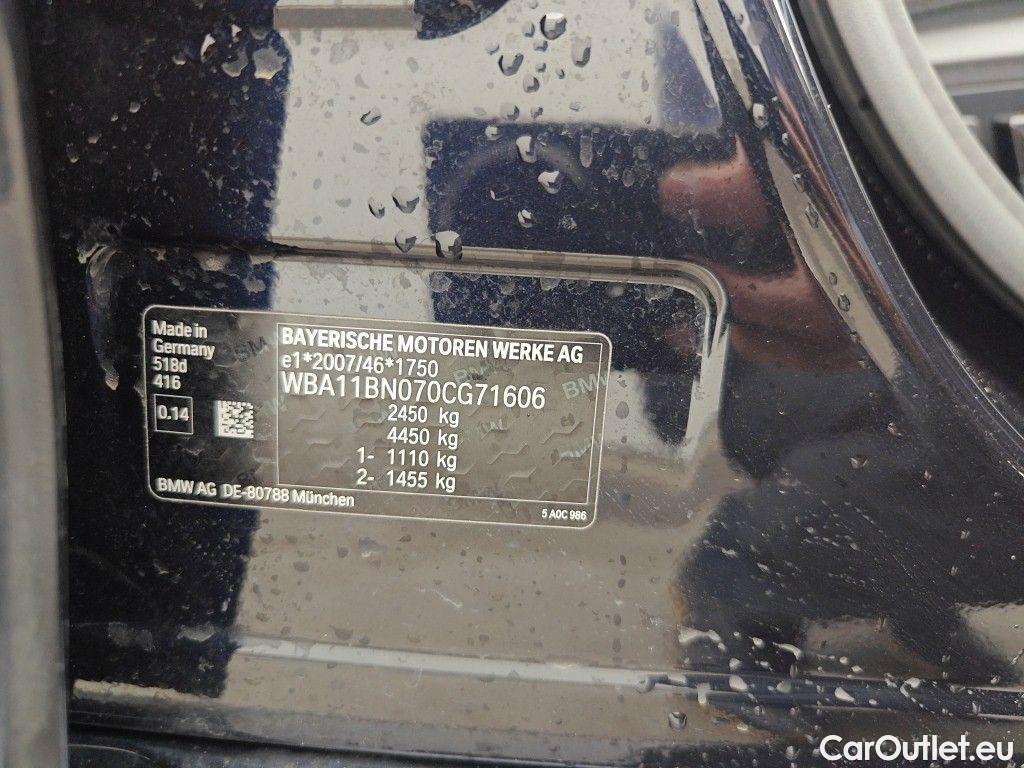 Made in
Germany
518d
416
0.14
BAYERISCHE MOTOREN WERKE AG
e1*2007/46*1750
WBA11BN070CG71606
2450 kg
4450 kg
1- 1110 kg
2- 1455 kg
BMW AG DE-80788 München
5 A0C 986
CarOutlet.eu